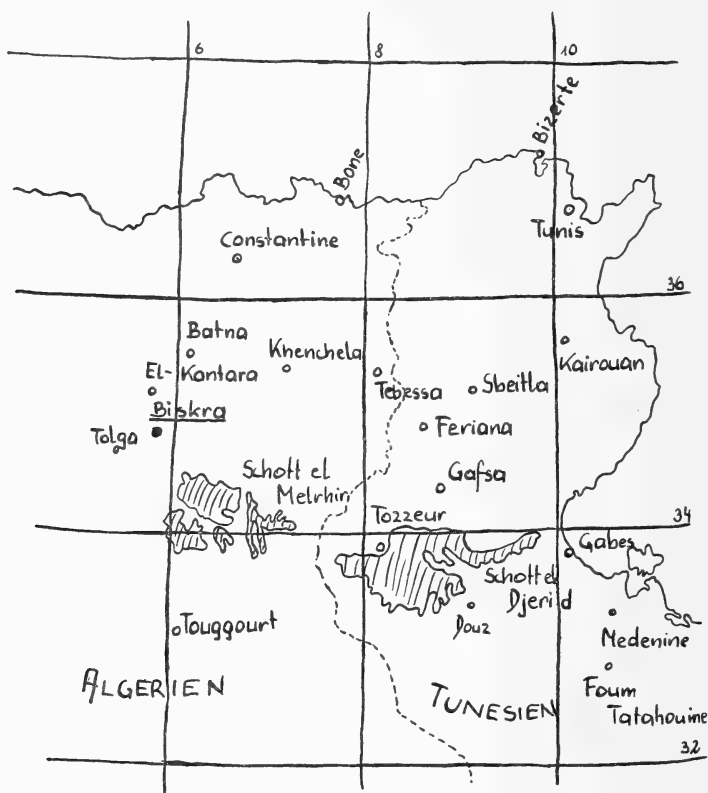 6
8
10
Bizerte
Bone
Tunis
Constantine
36
Batna
Khenchela
Kairouan
El-
Kantara
Tebessa
Sbeitla
Biskra
Feriana
Tolga
Schott el
Melrhir
Gafsa
34
Tozzeur
Gabes
Schott el
Djerid
Touggourt
Douz
Medenine
ALGERIEN
TUNESIEN
Foum
Tatahouine
32